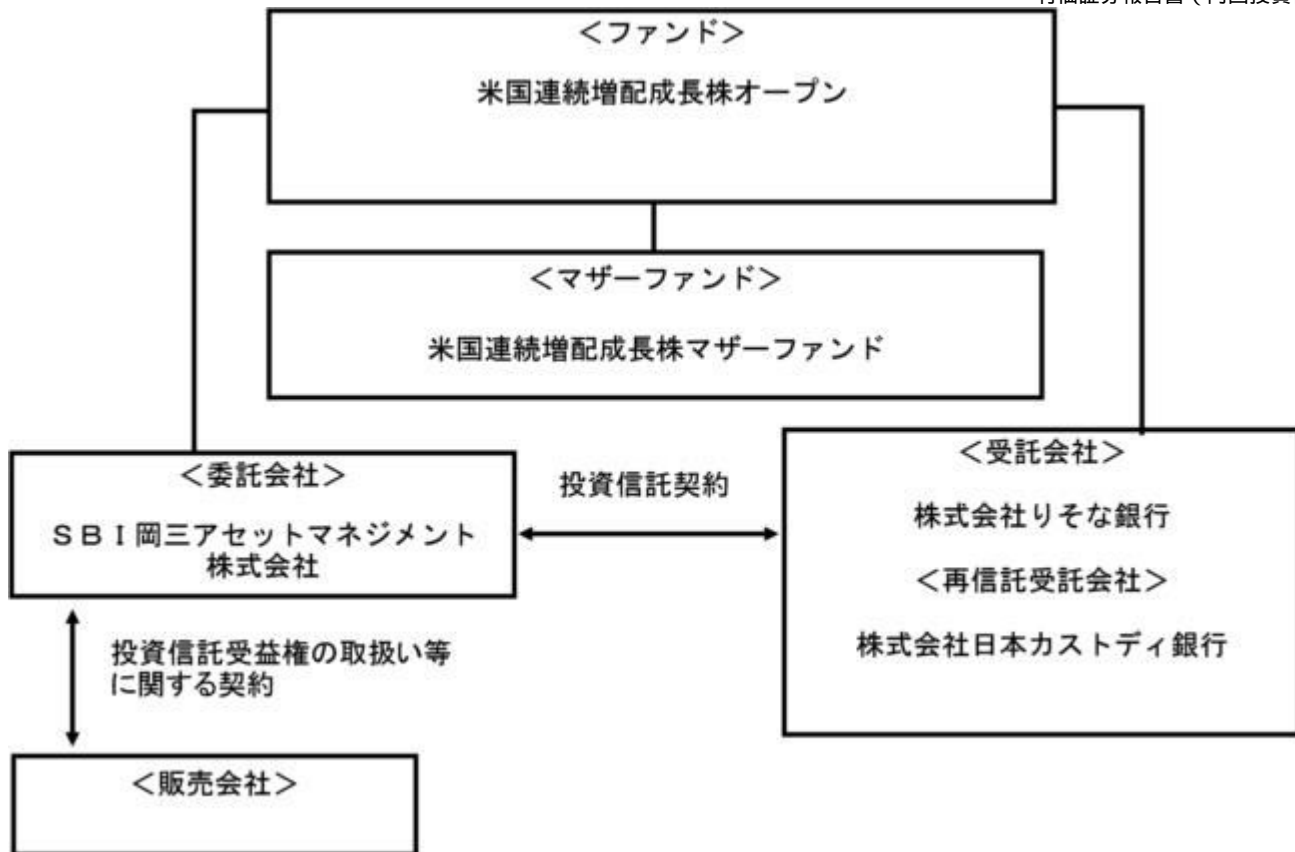 ＜ファンド＞
米国連続増配成長株オープン
＜マザーファンド＞
米国連続増配成長株マザーファンド
＜委託会社＞
ＳＢＩ岡三アセットマネジメント
株式会社
投資信託契約
＜受託会社＞
株式会社りそな銀行
＜再信託受託会社＞
株式会社日本カストディ銀行
投資信託受益権の取扱い等
に関する契約
＜販売会社＞